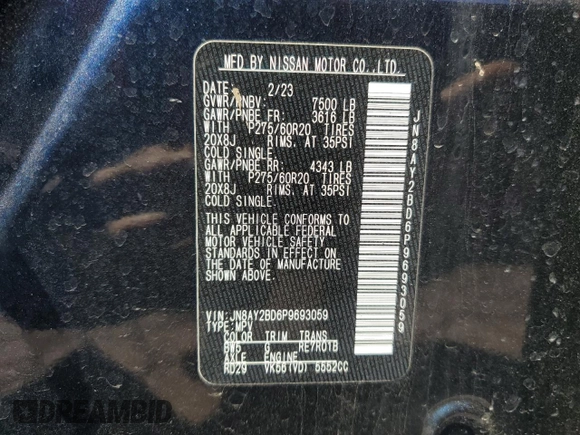 MFD BY NISSAN MOTOR CO.,LTD.
DATE 2/23
GVWR/PNBV: 7500 LB
GAWR/PNBE FR: 3616 LB
WITH P275/60R20 TIRES
20X8J RIMS, AT 35PSI
COLD SINGLE
GAWR/PNBE RR: 4343 LB
WITH P275/60R20 TIRES
20X8J RIMS, AT 35PSI
COLD SINGLE
THIS VEHICLE CONFORMS TO
ALL APPLICABLE FEDERAL
MOTOR VEHICLE SAFETY
STANDARDS IN EFFECT ON
THE DATE OF MANUFACTURE
SHOWN ABOVE.
VIN: JN8AY2BD6P9693059
TYPE: MPV
COLOR TRIM TRANS
BW5 G RE7R01B
AXLE ENGINE
RD29 VK56(VD) 5552CC
JN8AY2BD6P9693059
DREAMBID